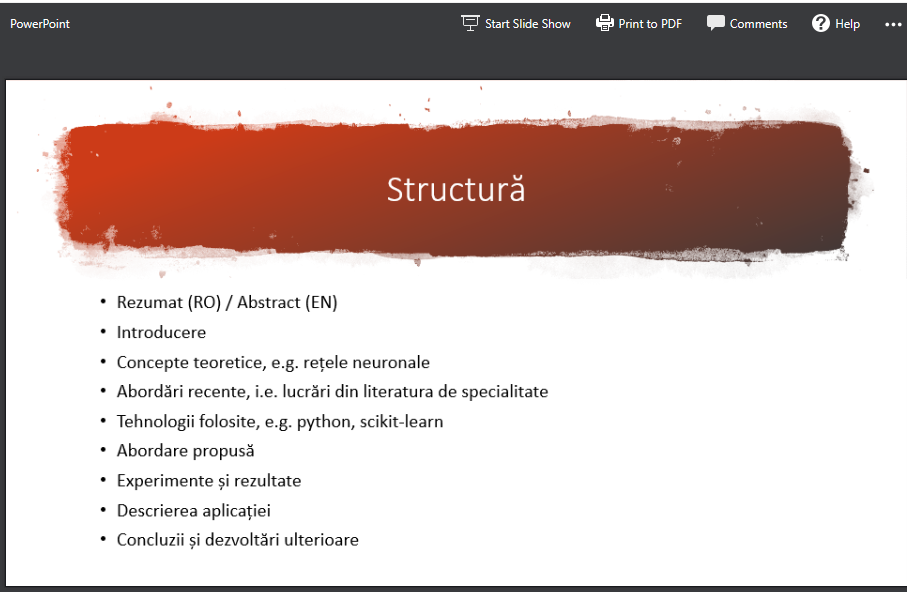 PowerPoint
Start Slide Show
Print to PDF
Comments
Help
Structură
• Rezumat (RO) / Abstract (EN)
• Introducere
• Concepte teoretice, e.g. rețele neuronale
• Abordări recente, i.e. lucrări din literatura de specialitate
• Tehnologii folosite, e.g. python, scikit-learn
• Abordare propusă
• Experimente și rezultate
• Descrierea aplicației
• Concluzii și dezvoltări ulterioare